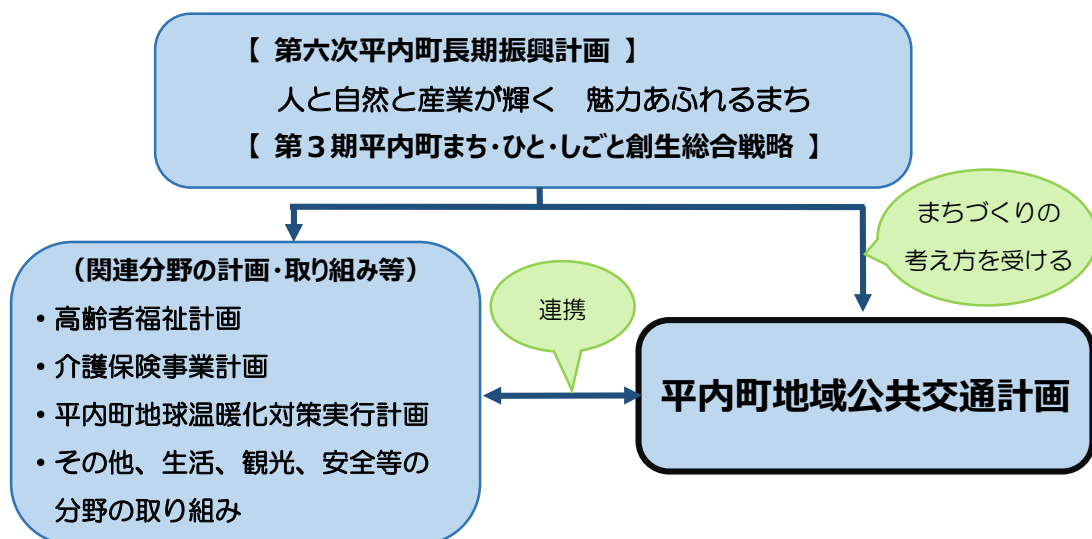 【 第六次平内町長期振興計画 】
人と自然と産業が輝く　魅力あふれるまち
【 第３期平内町まち・ひと・しごと創生総合戦略 】
まちづくりの
考え方を受ける
（関連分野の計画・取り組み等）
・高齢者福祉計画
・介護保険事業計画
・平内町地球温暖化対策実行計画
・その他、生活、観光、安全等の
分野の取り組み
連携
平内町地域公共交通計画